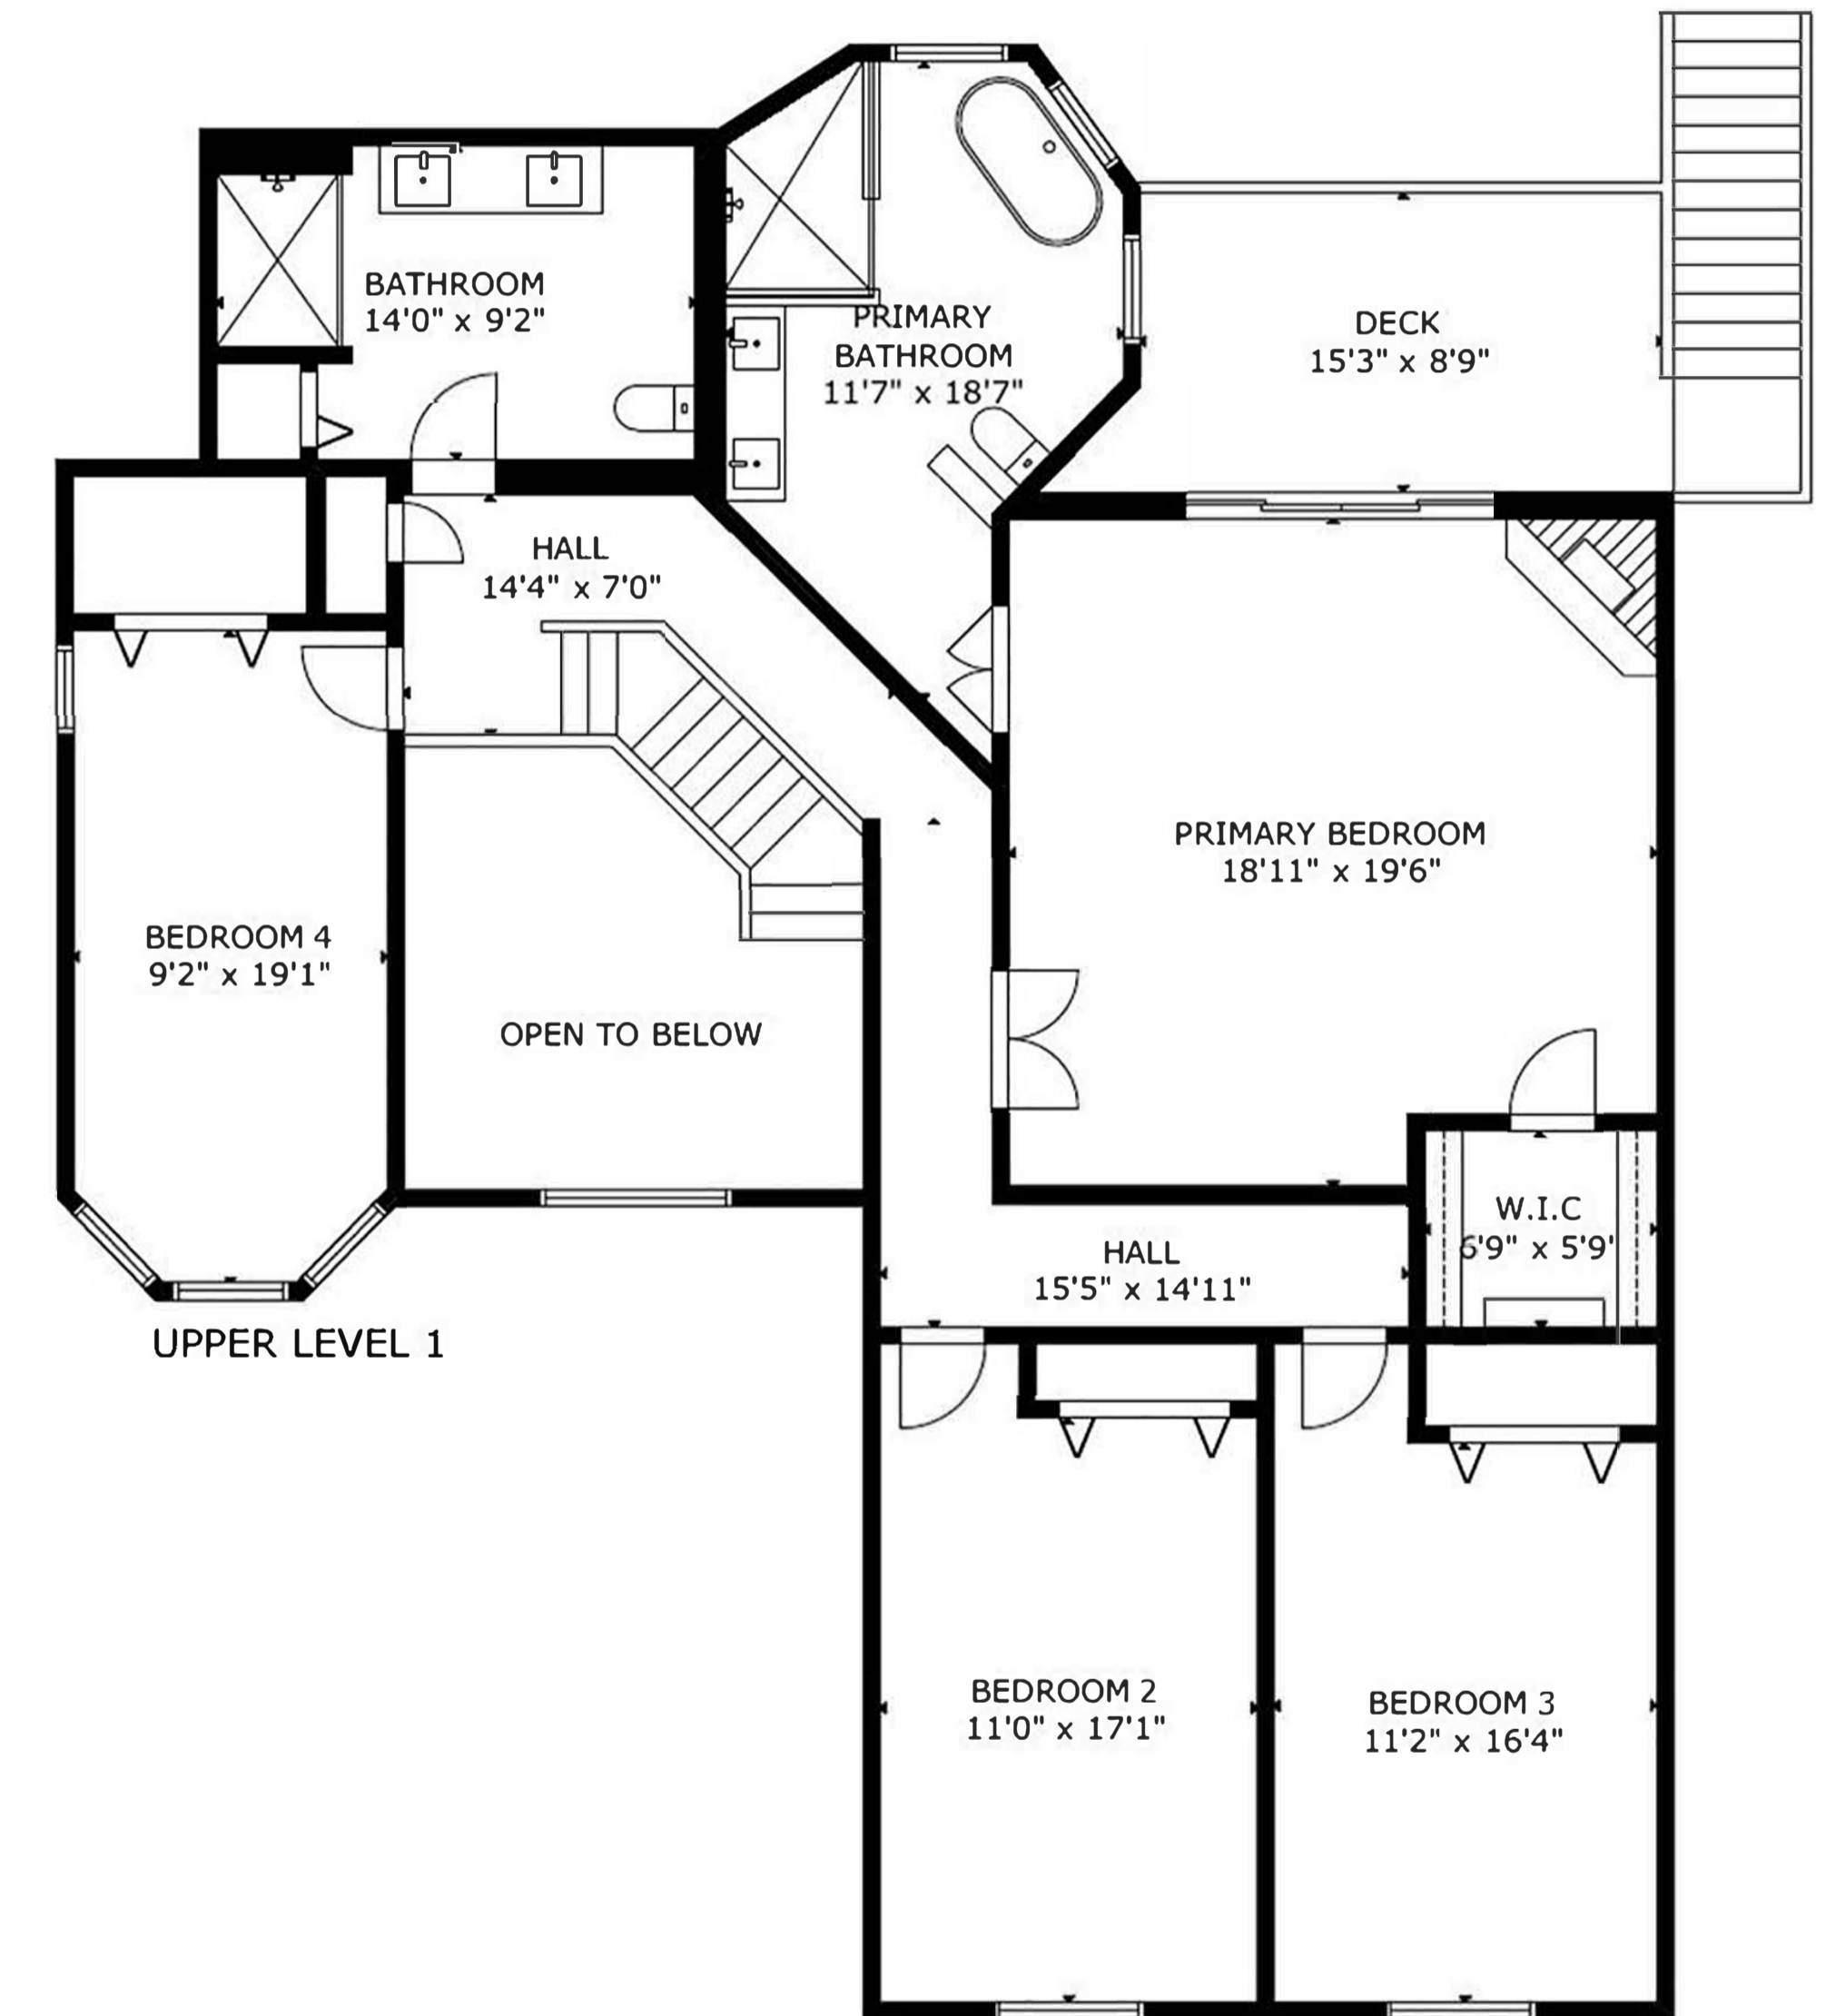 BATHROOM
14'0" x 9'2"
PRIMARY
BATHROOM
11'7" x 18'7"
DECK
15'3" x 8'9"
HALL
14'4" x 7'0"
PRIMARY BEDROOM
18'11" x 19'6"
BEDROOM 4
9'2" x 19'1"
OPEN TO BELOW
W.I.C
6'9" x 5'9'
HALL
15'5" x 14'11"
UPPER LEVEL 1
BEDROOM 2
11'0" x 17'1"
BEDROOM 3
11'2" x 16'4"